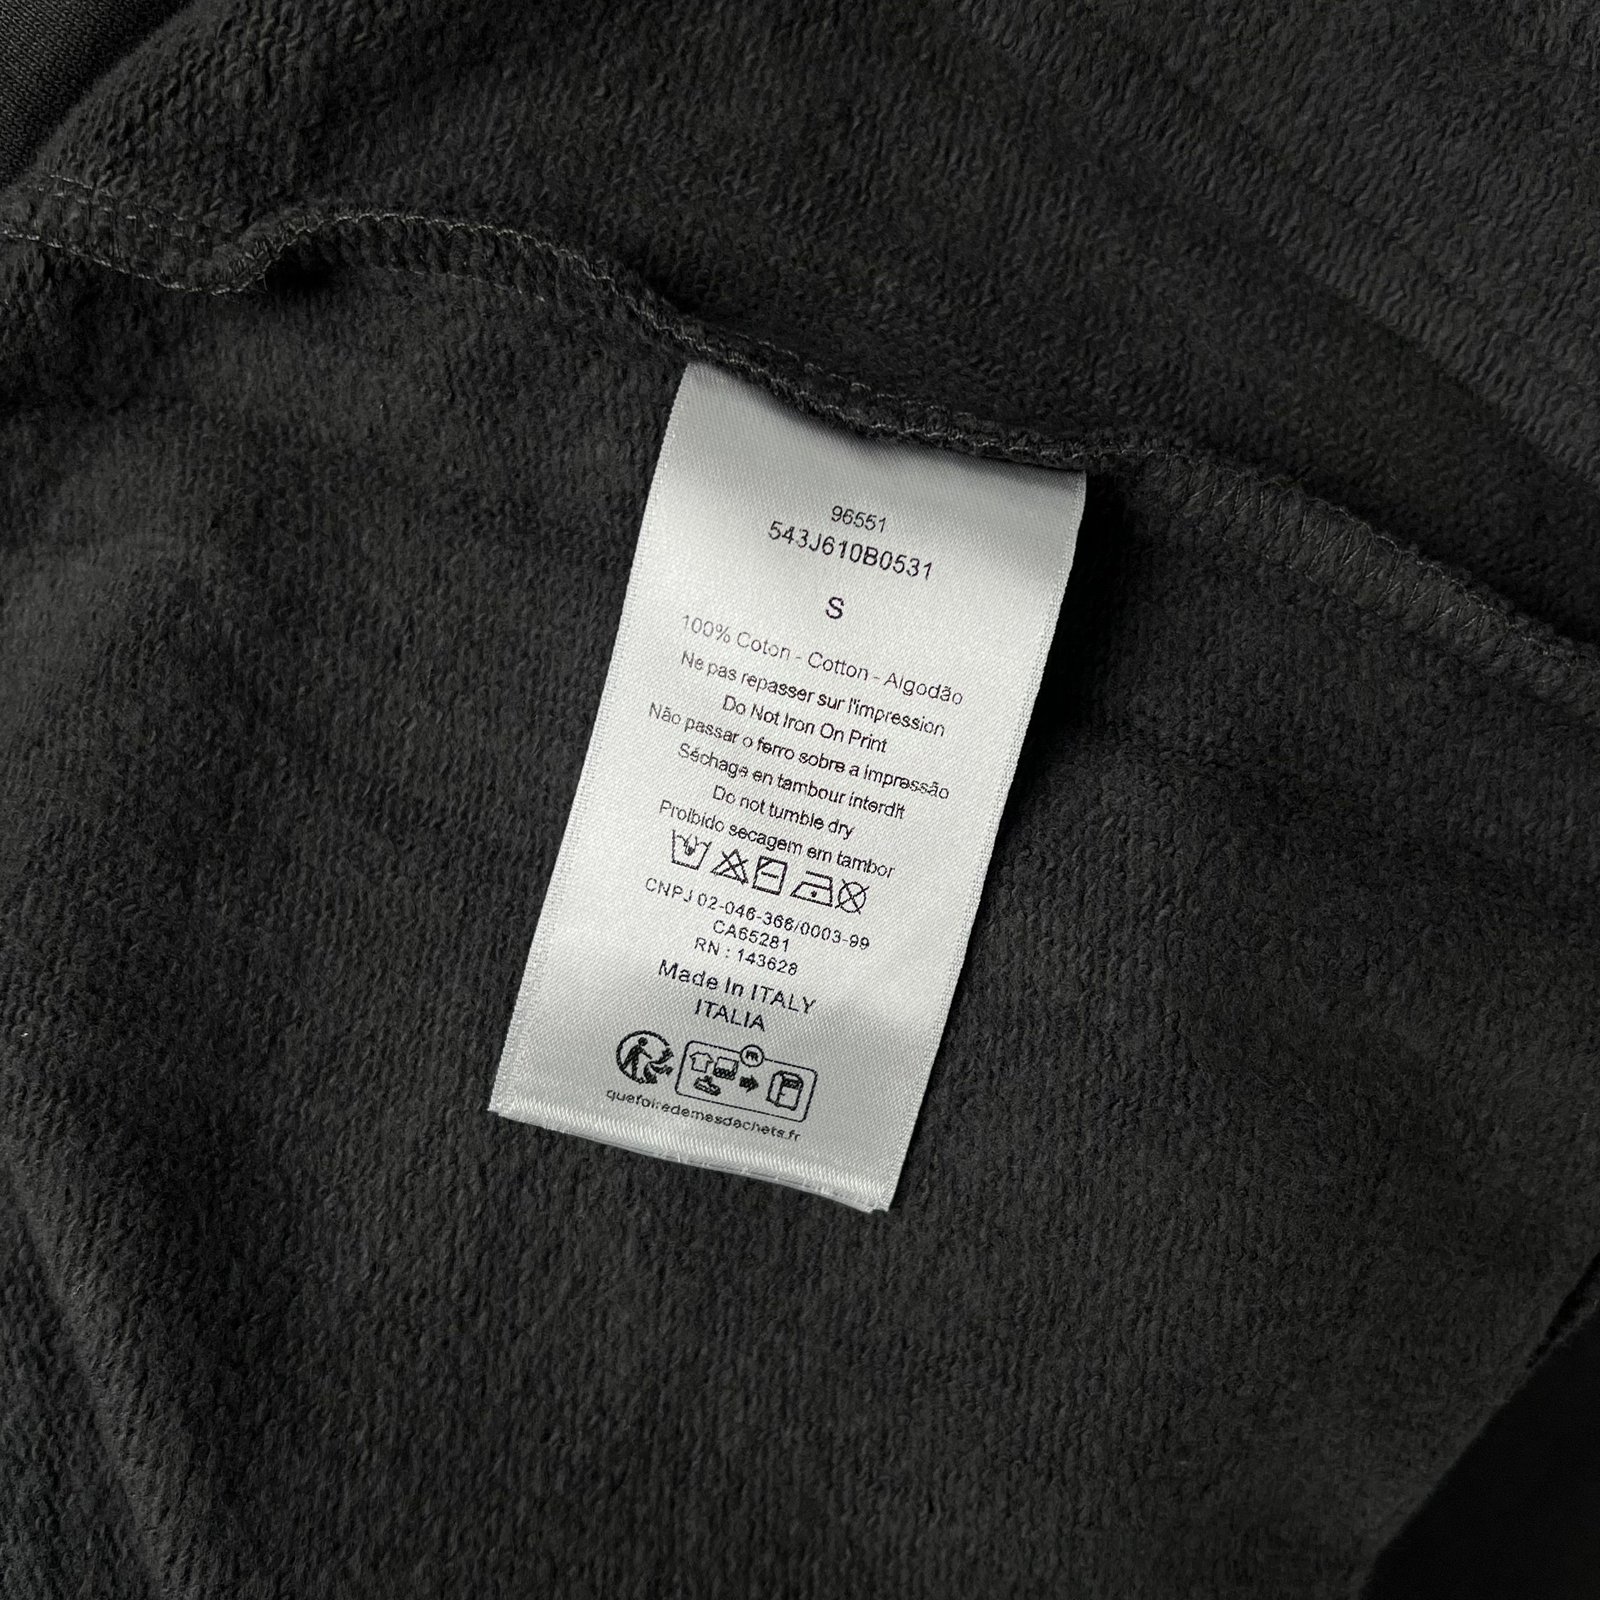 96551
543J610B0531
S
100% Coton - Cotton - Algodão
Ne pas repasser sur l'impression
Do Not Iron On Print
Não passar o ferro sobre a impressão
Séchage en tambour interdit
Do not tumble dry
Proibido secagem em tambor
CNPJ 02-046-366/0003-99
CA65281
RN : 143628
Made In ITALY
ITALIA
FR
quefairedemesdechets.fr